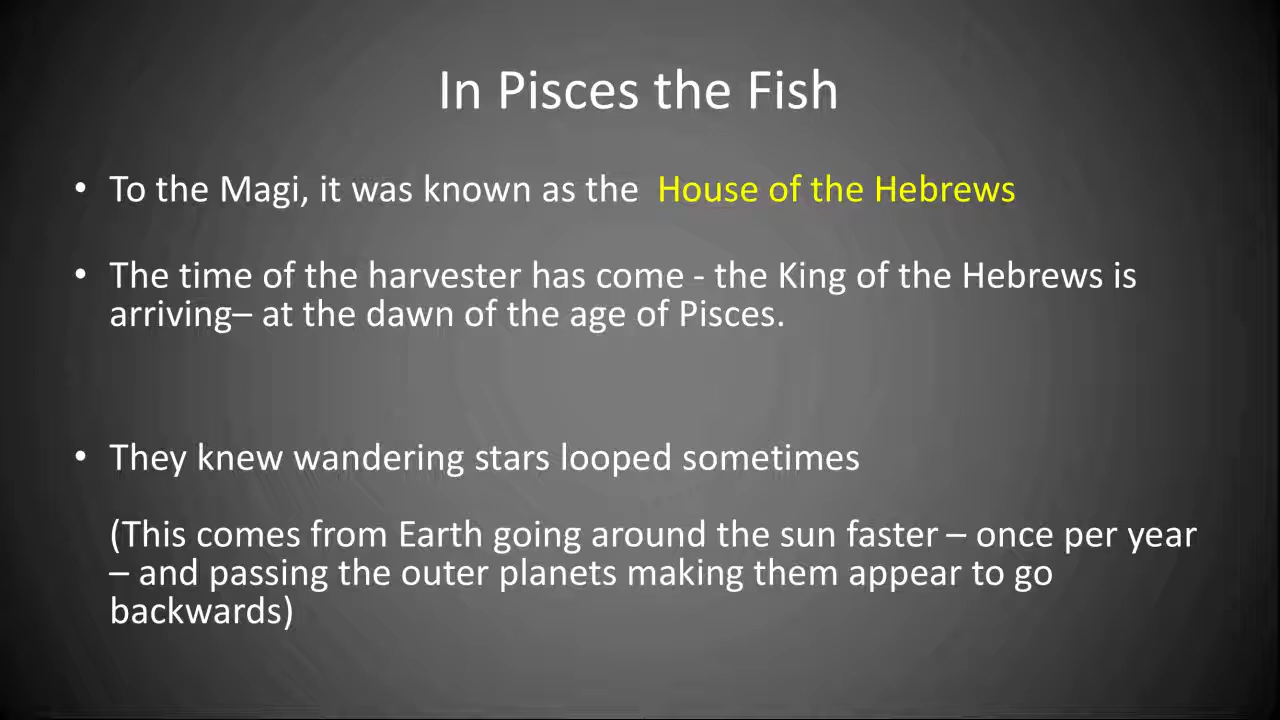 In Pisces the Fish
• To the Magi, it was known as the  House of the Hebrews
• The time of the harvester has come - the King of the Hebrews is
arriving– at the dawn of the age of Pisces.
• They knew wandering stars looped sometimes
(This comes from Earth going around the sun faster – once per year
– and passing the outer planets making them appear to go
backwards)